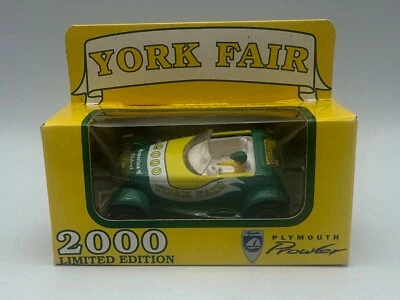 YORK FAIR
2000
YORK FAIR
2000
LIMITED EDITION
PLYMOUTH
Prowler